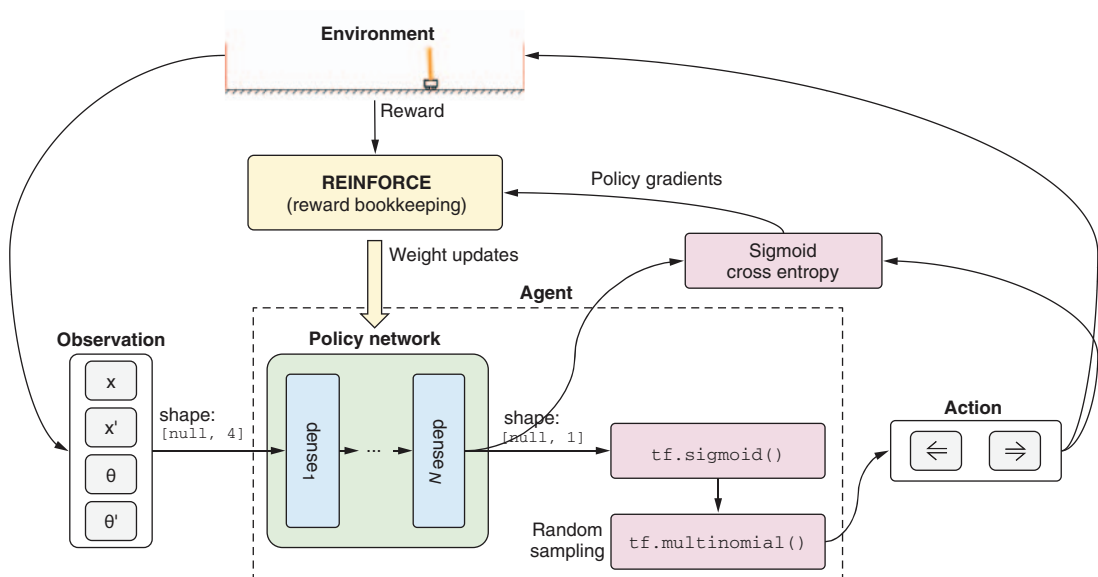 Environment
Reward
REINFORCE
(reward bookkeeping)
Policy gradients
Weight updates
Sigmoid
cross entropy
Agent
Observation
Policy network
x
x'
θ
θ'
shape:
[null, 4]
dense1
...
dense N
shape:
[null, 1]
tf.sigmoid()
Random
sampling
tf.multinomial()
Action
⇐
⇒